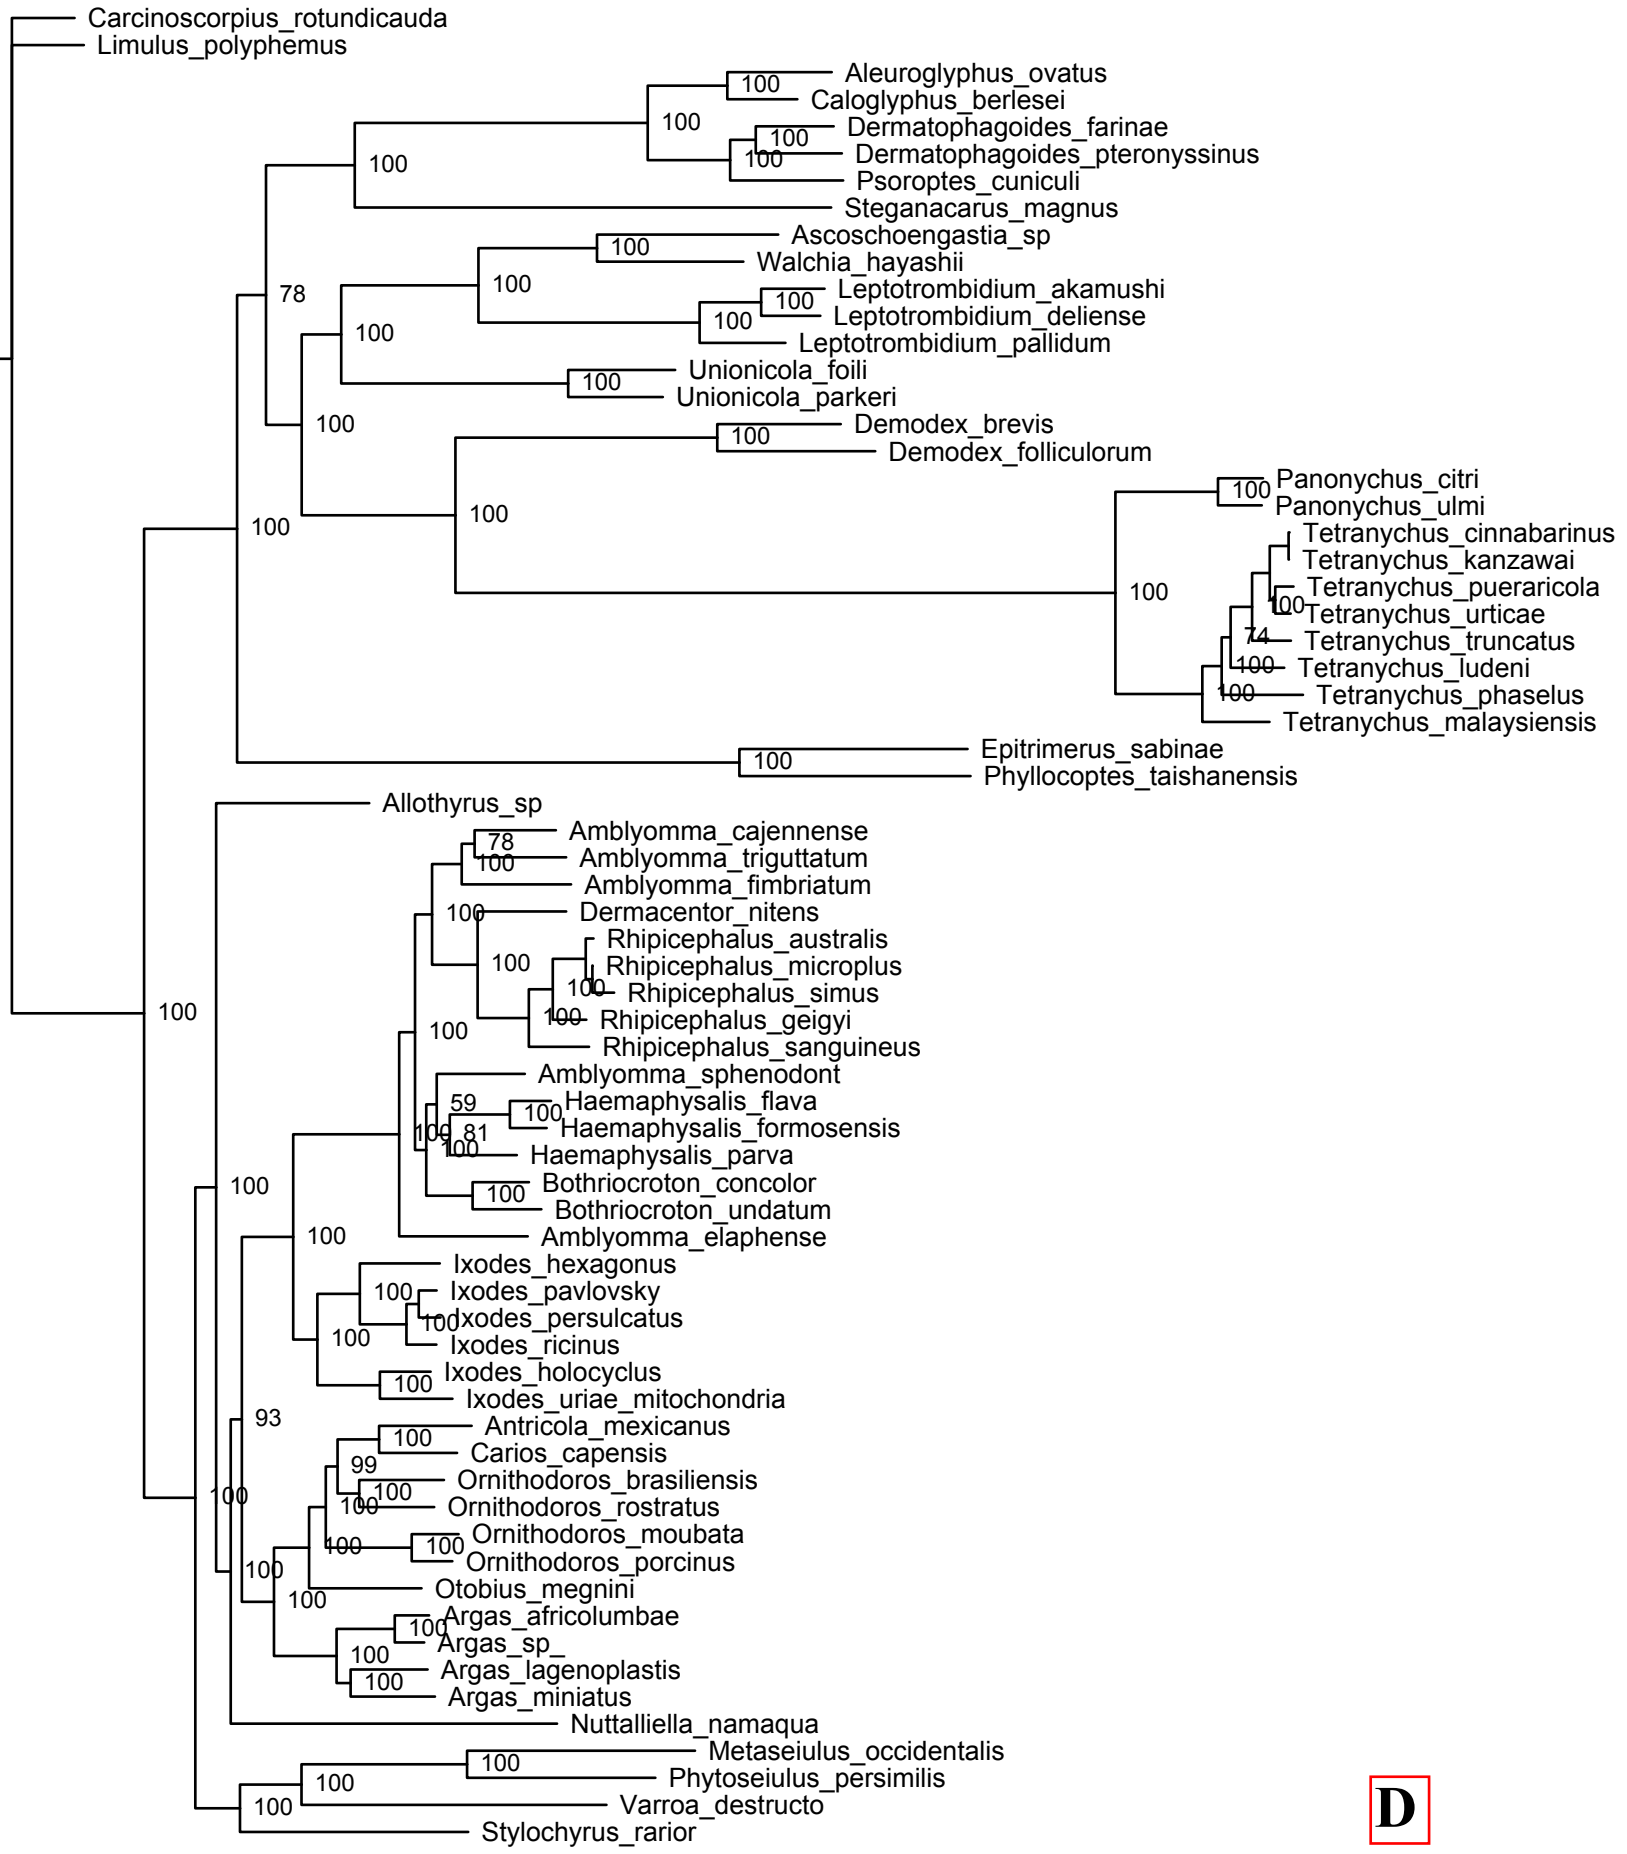 Carcinoscorpius_rotundicauda
Limulus_polyphemus
Aleuroglyphus_ovatus
100
Caloglyphus_berlesei
100
Dermatophagoides_farinae
100
Dermatophagoides_pteronyssinus
100
100
Psoroptes_cuniculi
Steganacarus_magnus
Ascoschoengastia_sp
100
Walchia_hayashii
100
78
Leptotrombidium_akamushi
100
Leptotrombidium_deliense
100
100
Leptotrombidium_pallidum
Unionicola_foili
100
Unionicola_parkeri
100
Demodex_brevis
100
Demodex_folliculorum
Panonychus_citri
100
Panonychus_ulmi
100
100
Tetranychus_cinnabarinus
Tetranychus_kanzawai
Tetranychus_pueraricola
100
100
Tetranychus_urticae
74
Tetranychus_truncatus
100
Tetranychus_ludeni
100
Tetranychus_phaselus
Tetranychus_malaysiensis
Epitrimerus_sabinae
100
Phyllocoptes_taishanensis
Allothyrus_sp
Amblyomma_cajennense
78
Amblyomma_triguttatum
100
Amblyomma_fimbriatum
100
Dermacentor_nitens
Rhipicephalus_australis
100
Rhipicephalus_microplus
100
Rhipicephalus_simus
100
100
Rhipicephalus_geigyi
100
Rhipicephalus_sanguineus
Amblyomma_sphenodont
59
Haemaphysalis_flava
100
Haemaphysalis_formosensis
100
81
100
Haemaphysalis_parva
100
Bothriocroton_concolor
100
Bothriocroton_undatum
100
Amblyomma_elaphense
Ixodes_hexagonus
100
Ixodes_pavlovsky
100
Ixodes_persulcatus
100
Ixodes_ricinus
Ixodes_holocyclus
100
Ixodes_uriae_mitochondria
93
Antricola_mexicanus
100
Carios_capensis
99
Ornithodoros_brasiliensis
100
100
100
Ornithodoros_rostratus
Ornithodoros_moubata
100
100
Ornithodoros_porcinus
100
Otobius_megnini
100
Argas_africolumbae
100
Argas_sp_
100
Argas_lagenoplastis
100
Argas_miniatus
Nuttalliella_namaqua
Metaseiulus_occidentalis
100
Phytoseiulus_persimilis
100
Varroa_destructo
100
Stylochyrus_rarior
D